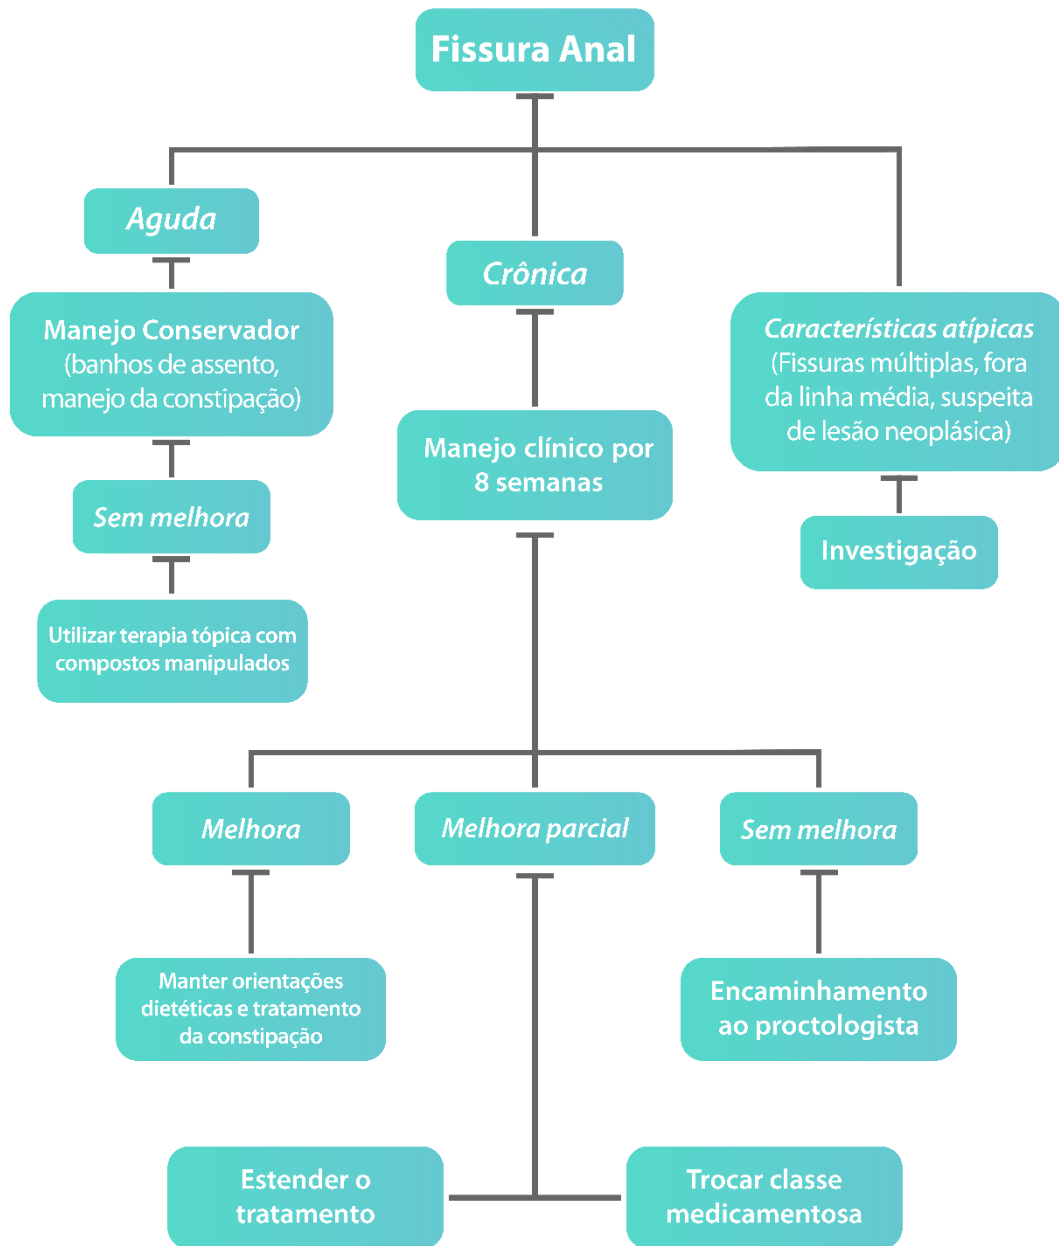 Fissura Anal
Aguda
Manejo Conservador
(banhos de assento,
manejo da constipação)
Sem melhora
Utilizar terapia tópica com
compostos manipulados
Crônica
Manejo clínico por
8 semanas
Características atípicas
(Fissuras múltiplas, fora
da linha média, suspeita
de lesão neoplásica)
Investigação
Melhora
Manter orientações
dietéticas e tratamento
da constipação
Melhora parcial
Estender o
tratamento
Trocar classe
medicamentosa
Sem melhora
Encaminhamento
ao proctologista